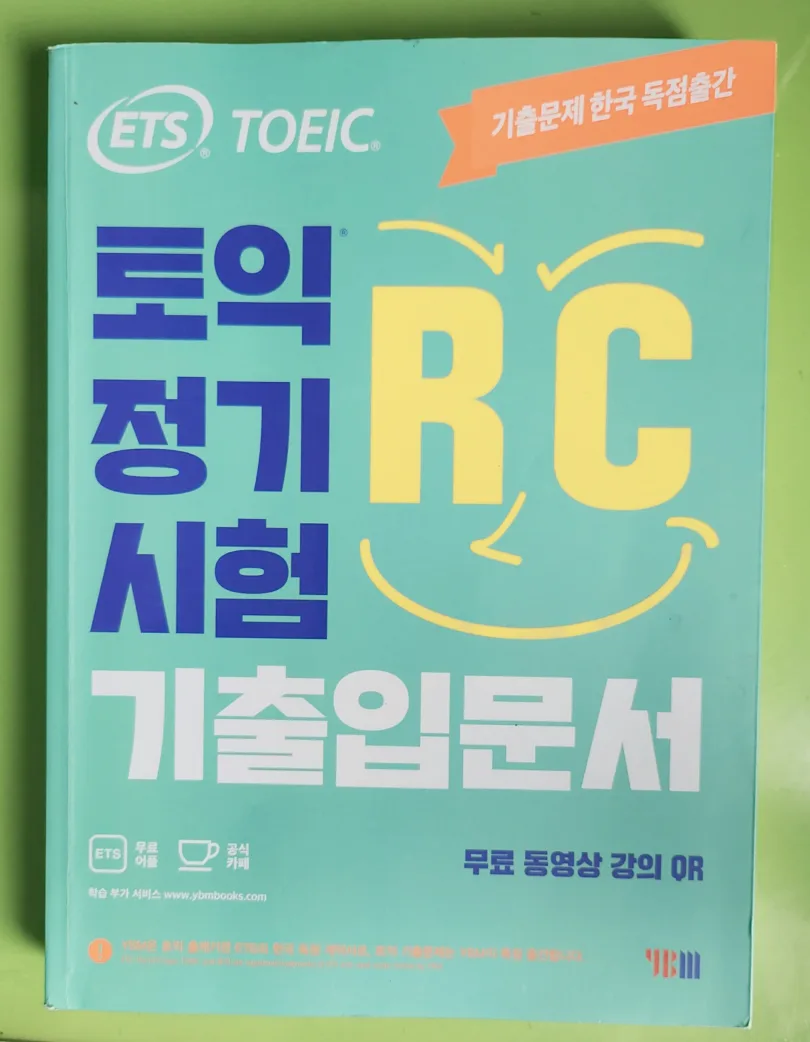 ETS® TOEIC®
기출문제 한국 독점출간
토익®
정기
시험
RC
기출입문서
ETS 무료 어플
공식 카페
무료 동영상 강의 QR
학습 부가 서비스 www.ybmbooks.com
YBM